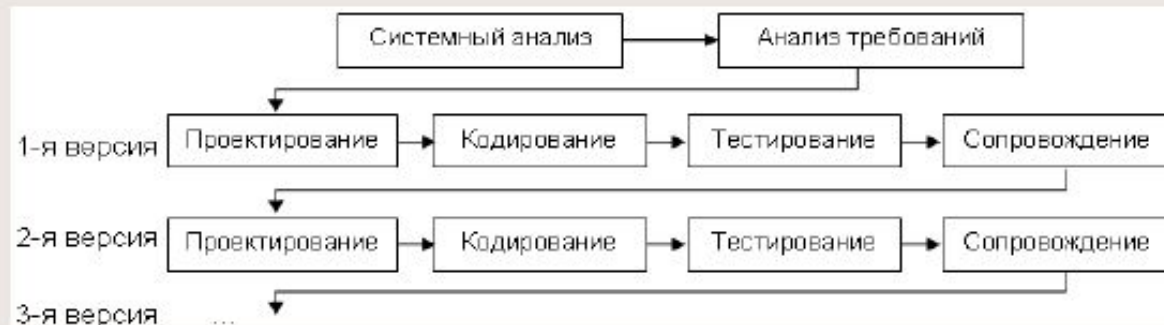 Системный анализ Анализ требований
1-я версия Проектирование Кодирование Тестирование Сопровождение
2-я версия Проектирование Кодирование Тестирование Сопровождение
3-я версия ...